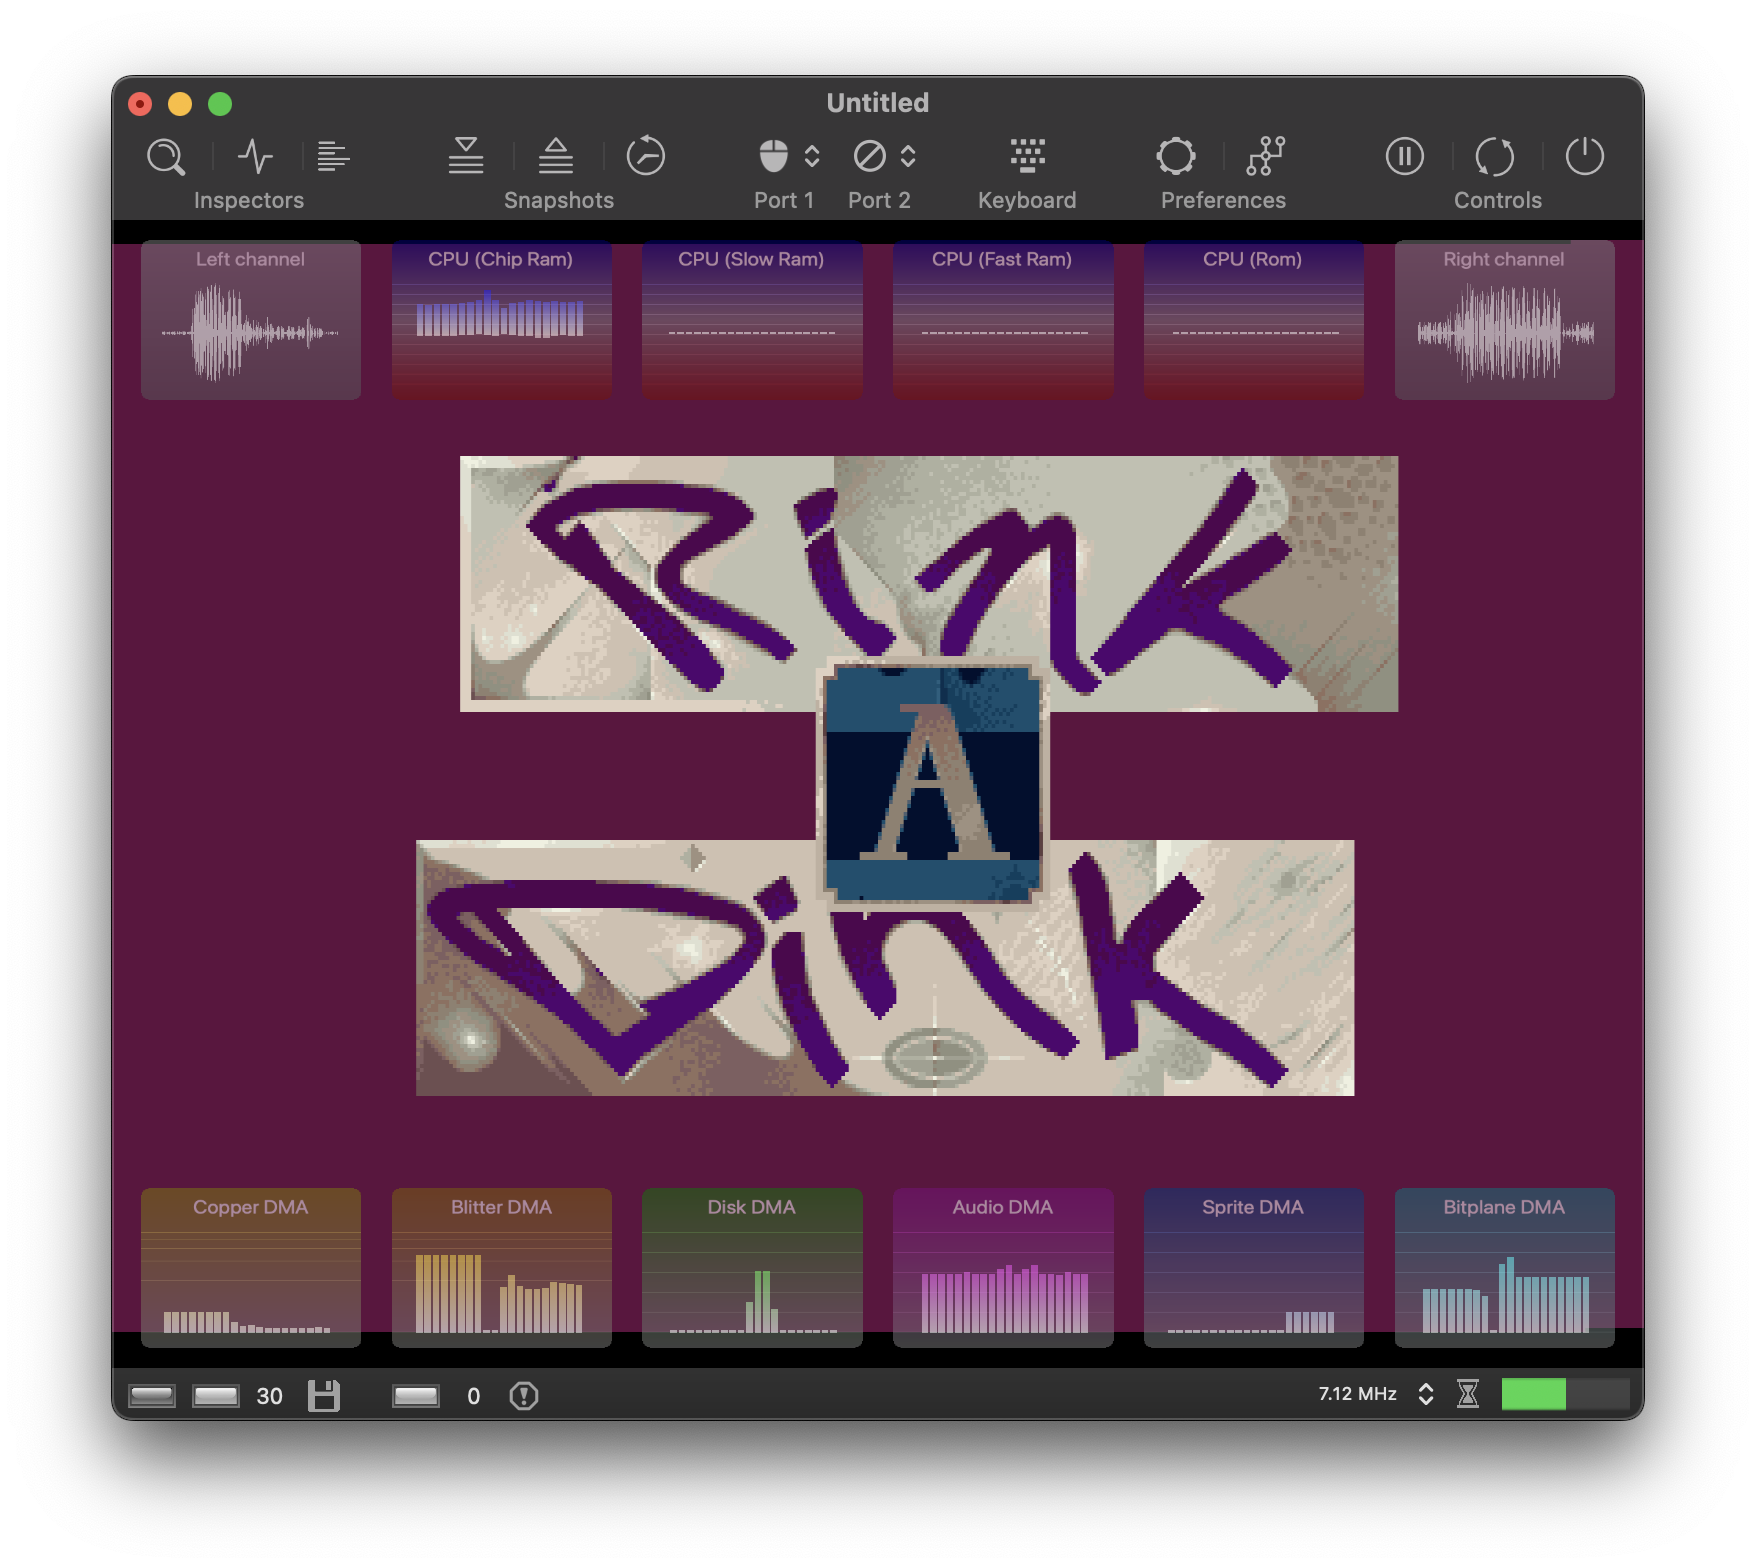 Untitled
Inspectors Snapshots Port 1 Port 2 Keyboard Preferences Controls
Left channel CPU (Chip Ram) CPU (Slow Ram) CPU (Fast Ram) CPU (Rom) Right channel
Rink
A
Dink
Copper DMA Blitter DMA Disk DMA Audio DMA Sprite DMA Bitplane DMA
30 0 7.12 MHz